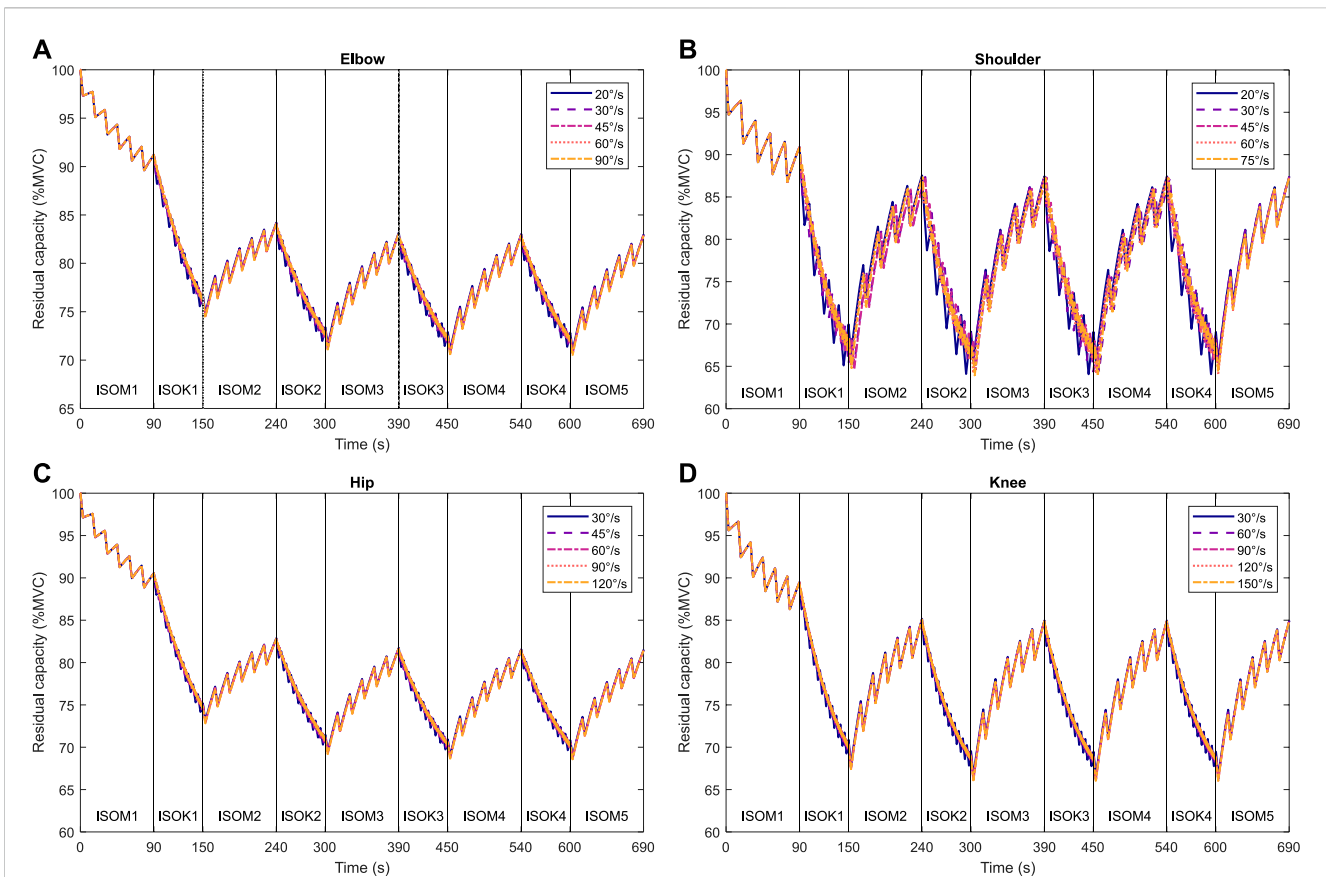 A
Elbow
100
95
90
85
80
75
70
65
Residual capacity (%MVC)
20°/s
30°/s
45°/s
60°/s
90°/s
ISOM1 ISOK1 ISOM2 ISOK2 ISOM3 ISOK3 ISOM4 ISOK4 ISOM5
0 90 150 240 300 390 450 540 600 690
Time (s)
B
Shoulder
100
95
90
85
80
75
70
65
60
Residual capacity (%MVC)
20°/s
30°/s
45°/s
60°/s
75°/s
ISOM1 ISOK1 ISOM2 ISOK2 ISOM3 ISOK3 ISOM4 ISOK4 ISOM5
0 90 150 240 300 390 450 540 600 690
Time (s)
C
Hip
100
90
80
70
60
Residual capacity (%MVC)
30°/s
45°/s
60°/s
90°/s
120°/s
ISOM1 ISOK1 ISOM2 ISOK2 ISOM3 ISOK3 ISOM4 ISOK4 ISOM5
0 90 150 240 300 390 450 540 600 690
Time (s)
D
Knee
100
95
90
85
80
75
70
65
60
Residual capacity (%MVC)
30°/s
60°/s
90°/s
120°/s
150°/s
ISOM1 ISOK1 ISOM2 ISOK2 ISOM3 ISOK3 ISOM4 ISOK4 ISOM5
0 90 150 240 300 390 450 540 600 690
Time (s)